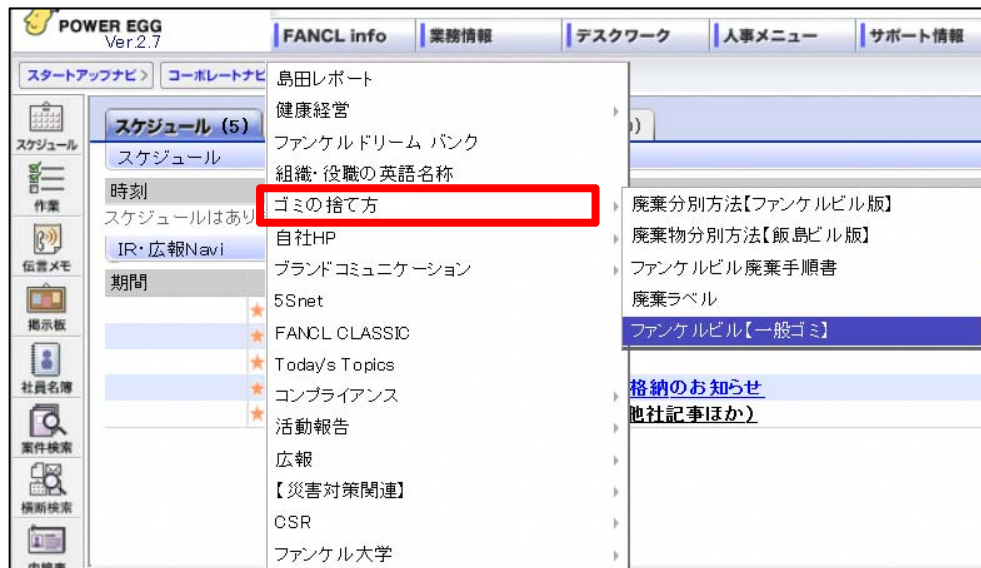 POWER EGG
Ver.2.7
FANCL info
業務情報
デスクワーク
人事メニュー
サポート情報
スタートアップナビ
コーポレートナビ
スケジュール
作業
伝言メモ
掲示板
社員名簿
案件検索
横断検索
スケジュール (5)
スケジュール
時刻
スケジュールはあり
IR・広報Navi
期間
島田レポート
健康経営
ファンケルドリーム バンク
組織・役職の英語名称
ゴミの捨て方
自社HP
ブランドコミュニケーション
5Snet
FANCL CLASSIC
Today's Topics
コンプライアンス
活動報告
広報
【災害対策関連】
CSR
ファンケル大学
廃棄分別方法【ファンケルビル版】
廃棄物分別方法【飯島ビル版】
ファンケルビル廃棄手順書
廃棄ラベル
ファンケルビル【一般ゴミ】
格納のお知らせ
他社記事ほか)